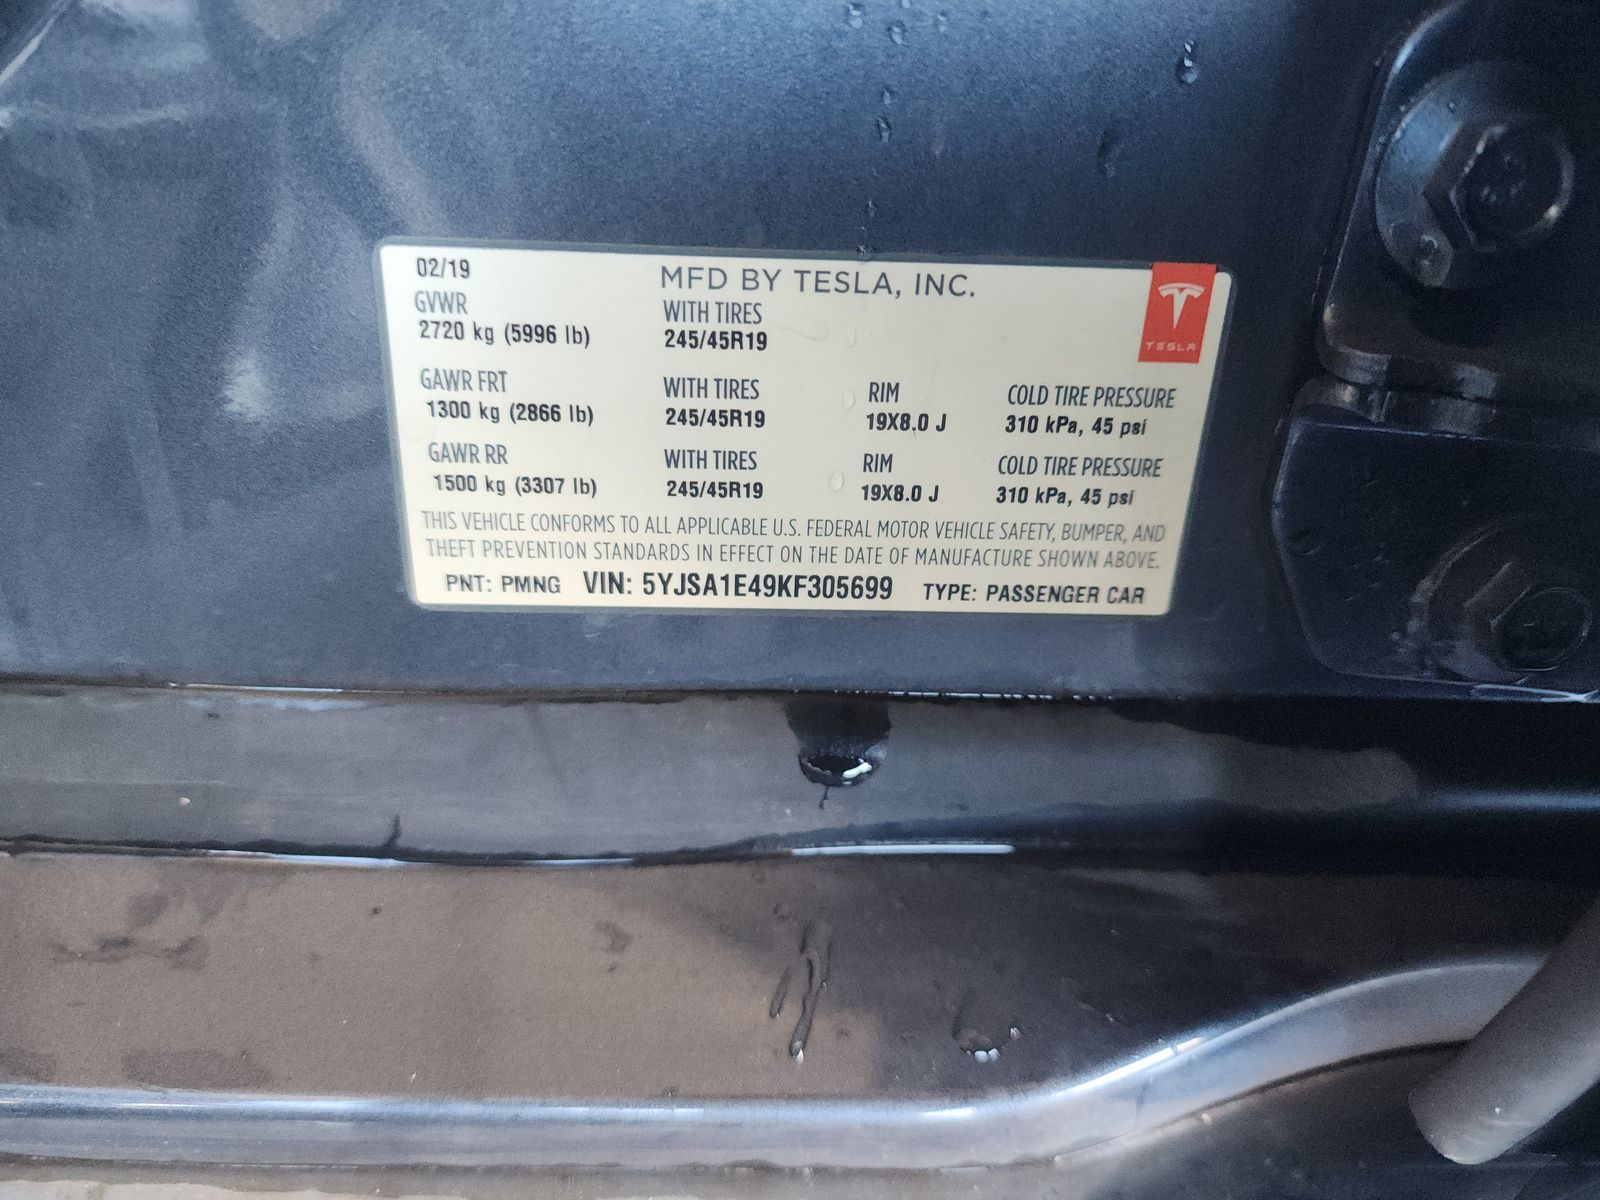 02/19 MFD BY TESLA, INC.
GVWR WITH TIRES
2720 kg (5996 lb) 245/45R19
TESLA
GAWR FRT WITH TIRES RIM COLD TIRE PRESSURE
1300 kg (2866 lb) 245/45R19 19X8.0 J 310 kPa, 45 psi
GAWR RR WITH TIRES RIM COLD TIRE PRESSURE
1500 kg (3307 lb) 245/45R19 19X8.0 J 310 kPa, 45 psi
THIS VEHICLE CONFORMS TO ALL APPLICABLE U.S. FEDERAL MOTOR VEHICLE SAFETY, BUMPER, AND
THEFT PREVENTION STANDARDS IN EFFECT ON THE DATE OF MANUFACTURE SHOWN ABOVE.
PNT: PMNG VIN: 5YJSA1E49KF305699 TYPE: PASSENGER CAR